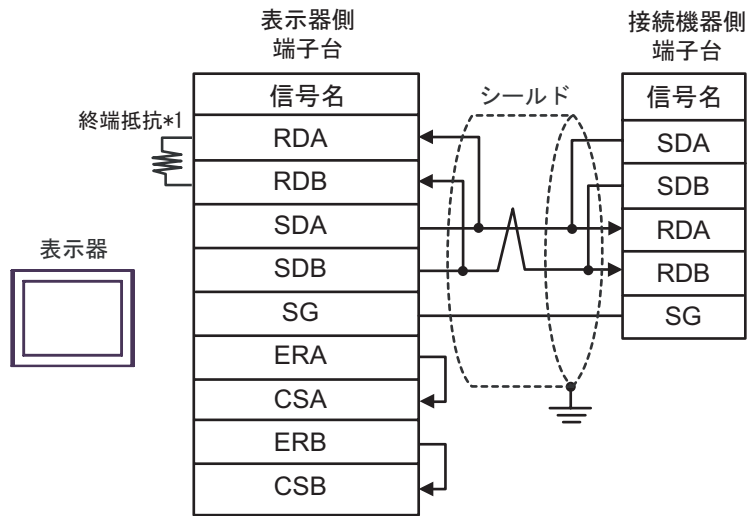 表示器側
端子台
接続機器側
端子台
終端抵抗*1
表示器
信号名
RDA
RDB
SDA
SDB
SG
ERA
CSA
ERB
CSB
シールド
信号名
SDA
SDB
RDA
RDB
SG